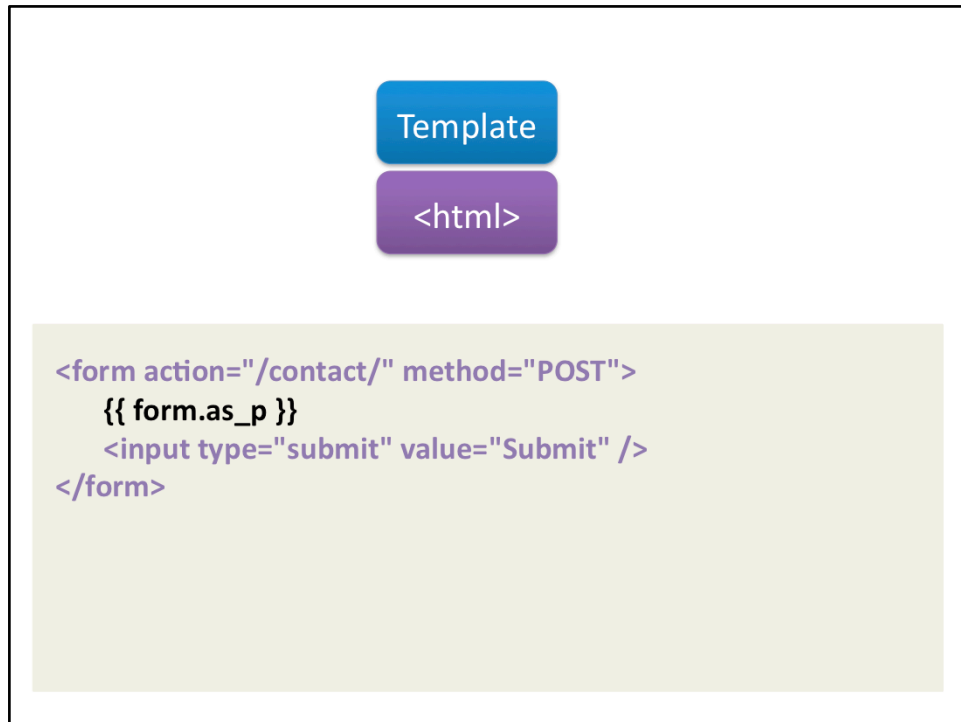 Template
<html>
<form action="/contact/" method="POST">
{{ form.as_p }}
<input type="submit" value="Submit" />
</form>